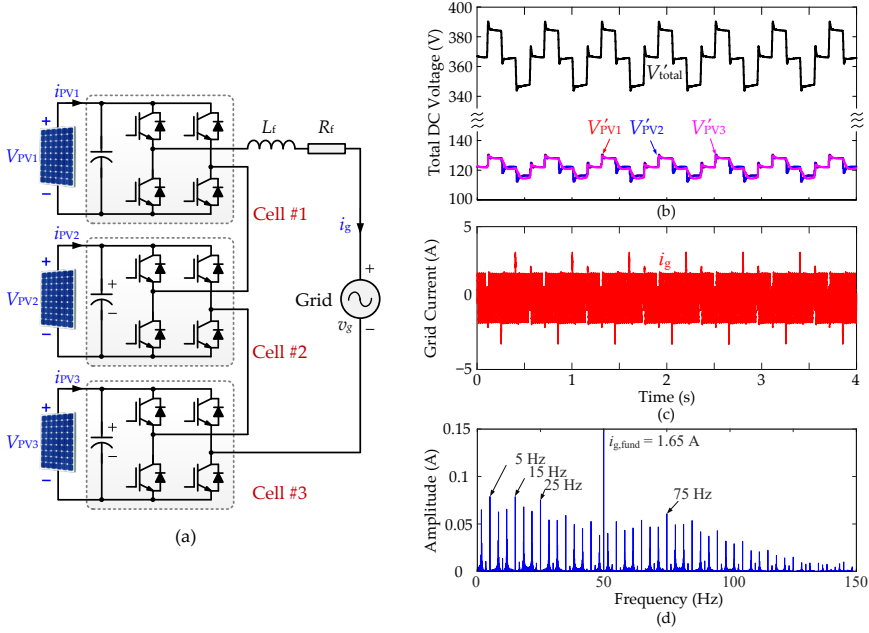 iPV1
+
VPV1
−
Cell #1
Lf
Rf
iPV2
+
VPV2
−
+
−
Cell #2
iPV3
+
VPV3
−
+
−
Cell #3
ig
+
Grid
vg
−
(a)
Total DC Voltage (V)
400
380
360
340
140
120
100
V′total
V′PV1
V′PV2
V′PV3
(b)
Grid Current (A)
5
0
−5
ig
0
1
2
3
4
Time (s)
(c)
Amplitude (A)
0.15
0.1
0.05
0
ig,fund = 1.65 A
5 Hz
15 Hz
25 Hz
75 Hz
0
50
100
150
Frequency (Hz)
(d)